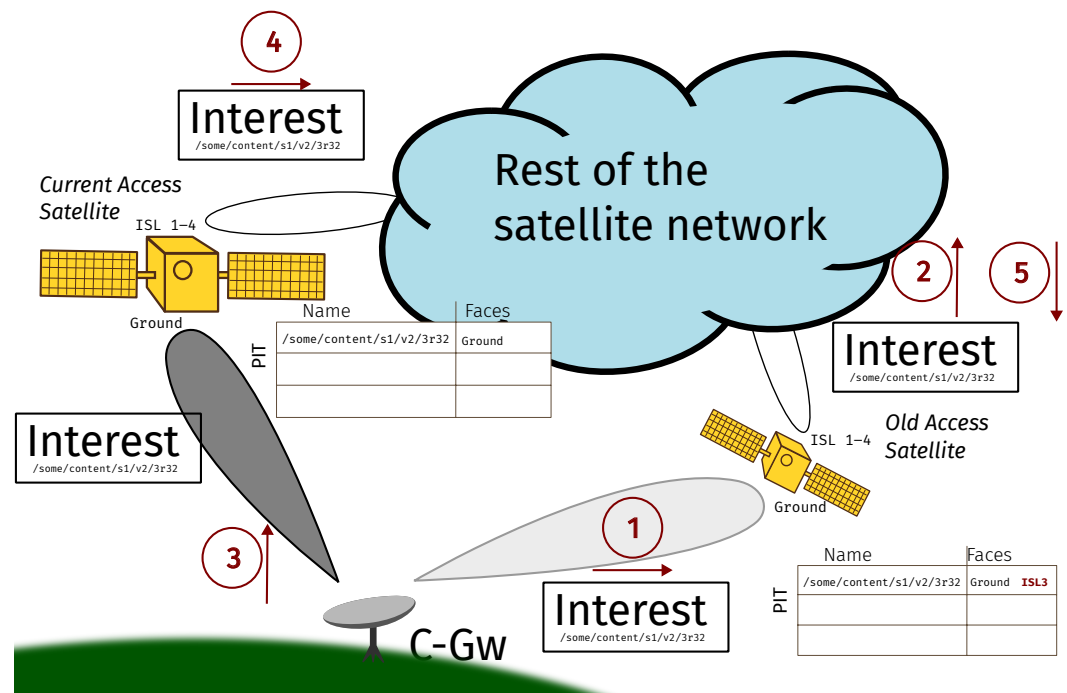 4
Interest
/some/content/s1/v2/3r32
Rest of the
satellite network
Current Access
Satellite
ISL 1–4
Ground
2
5
Interest
/some/content/s1/v2/3r32
Name Faces
PIT
/some/content/s1/v2/3r32 Ground
Old Access
Satellite
ISL 1–4
Ground
Interest
/some/content/s1/v2/3r32
1
3
Interest
/some/content/s1/v2/3r32
C-Gw
Name Faces
PIT
/some/content/s1/v2/3r32 Ground ISL3